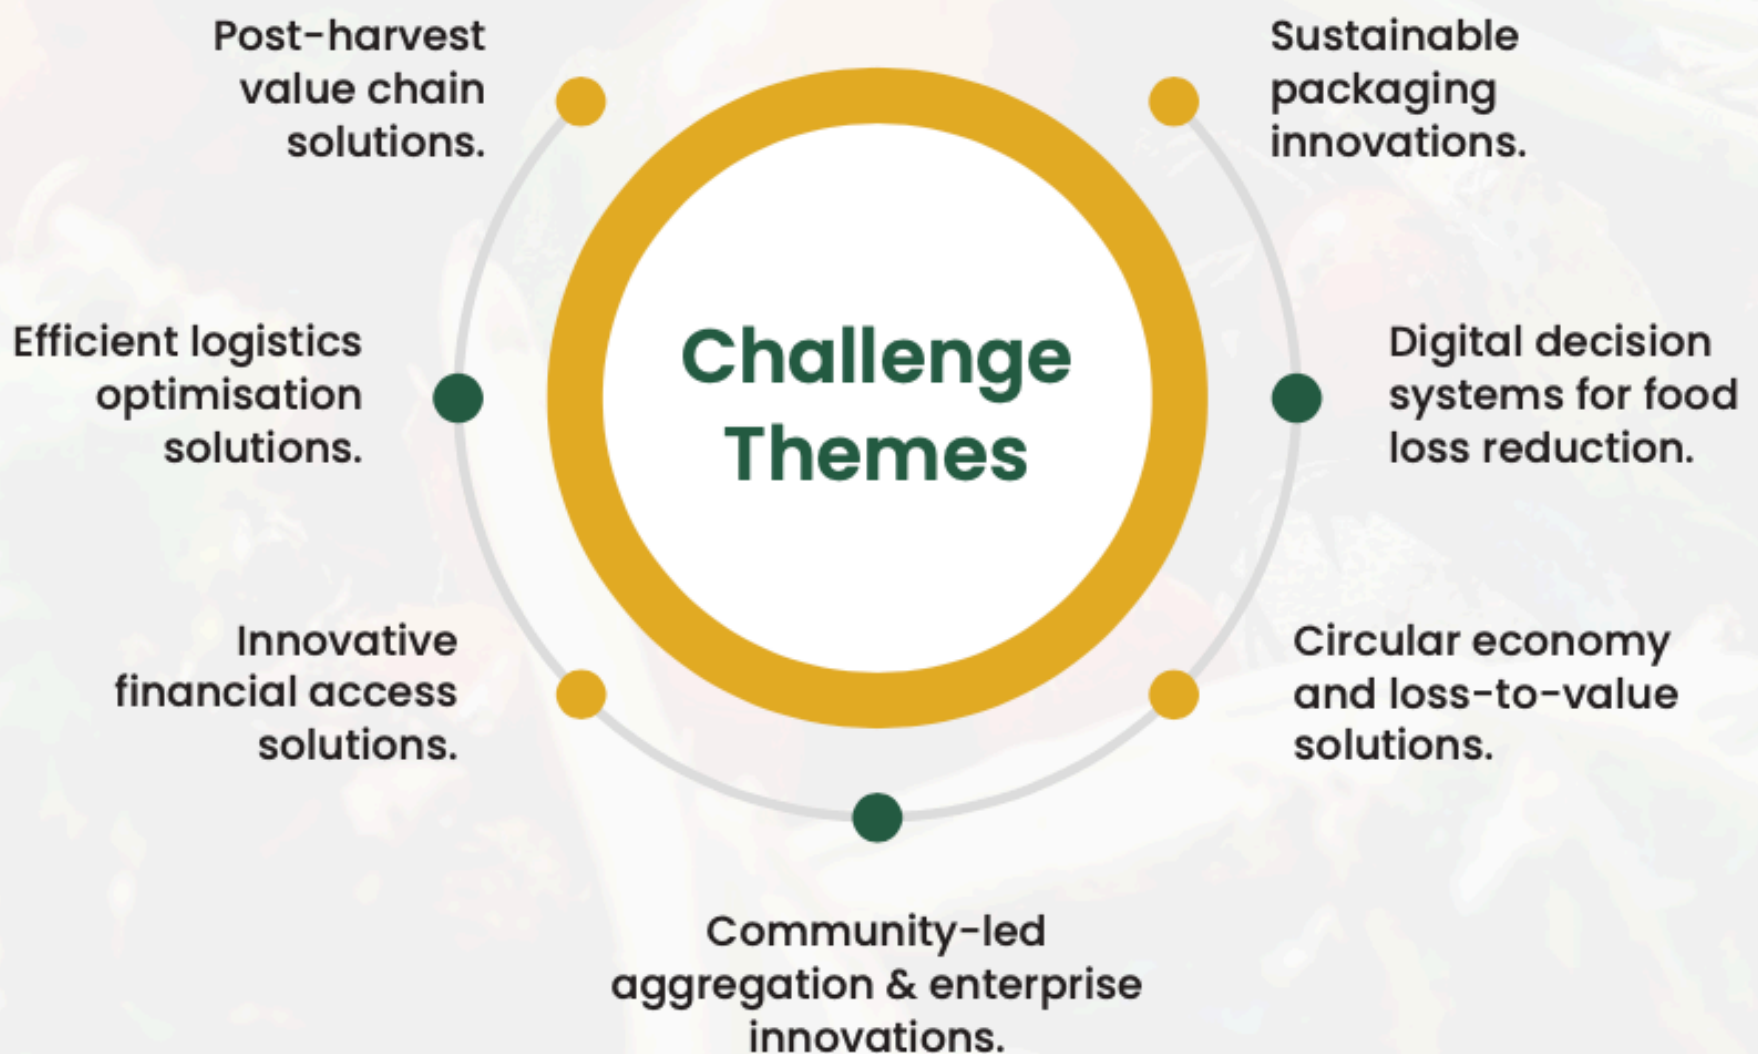 Post-harvest
value chain
solutions.
Sustainable
packaging
innovations.
Efficient logistics
optimisation
solutions.
Challenge
Themes
Digital decision
systems for food
loss reduction.
Innovative
financial access
solutions.
Circular economy
and loss-to-value
solutions.
Community-led
aggregation & enterprise
innovations.